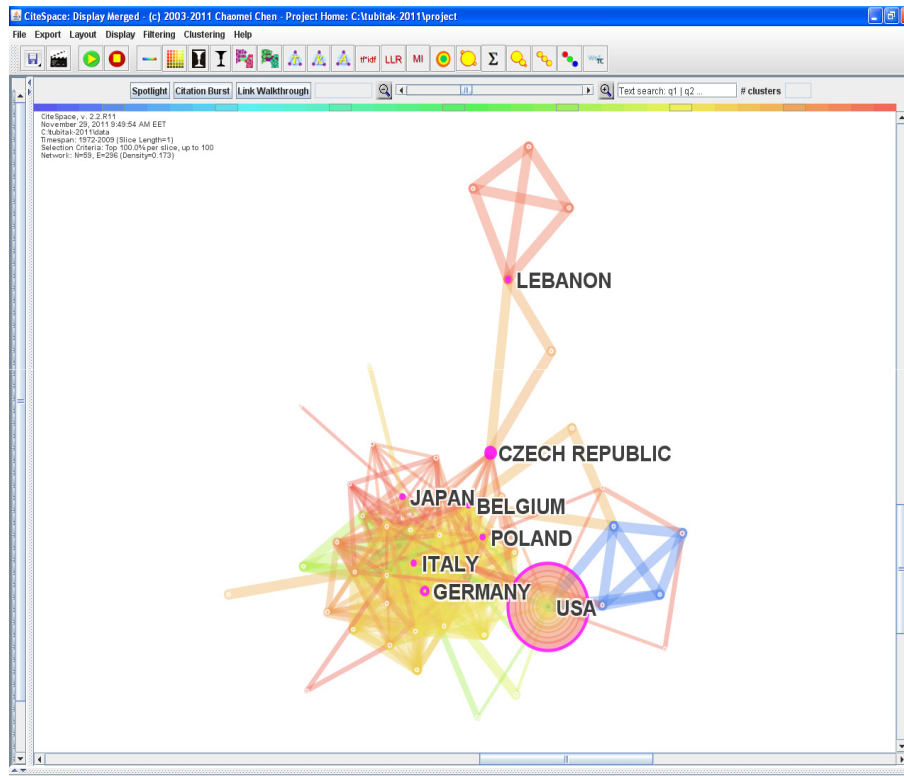 CiteSpace: Display Merged - (c) 2003-2011 Chaomei Chen - Project Home: C:\tubitak-2011\project
File Export Layout Display Filtering Clustering Help
tf*idf LLR MI Σ
Spotlight Citation Burst Link Walkthrough Text search: q1 | q2 ... # clusters
CiteSpace, v. 2.2.R11
November 29, 2011 9:49:54 AM EET
C:\tubitak-2011\data
Timespan: 1972-2009 (Slice Length=1)
Selection Criteria: Top 100.0% per slice, up to 100
Network: N=59, E=296 (Density=0.173)
LEBANON
CZECH REPUBLIC
JAPAN
BELGIUM
POLAND
ITALY
GERMANY
USA